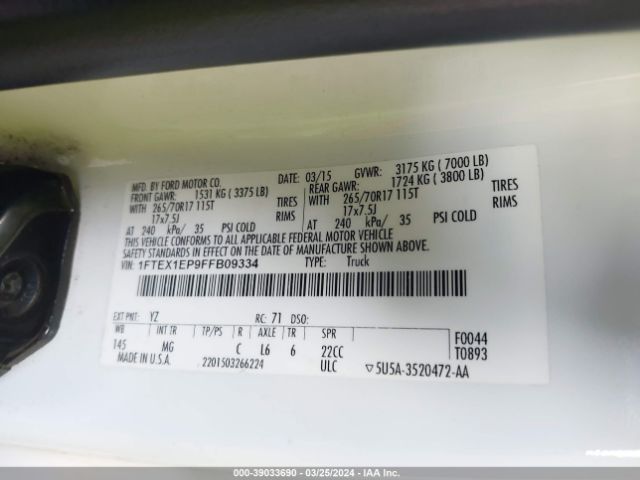 MFD. BY FORD MOTOR CO.
DATE: 03/15 GVWR: 3175 KG ( 7000 LB)
FRONT GAWR: 1531 KG ( 3375 LB) REAR GAWR: 1724 KG ( 3800 LB)
WITH 265/70R17 115T TIRES WITH 265/70R17 115T TIRES
17x7.5J RIMS 17x7.5J RIMS
AT 240 kPa/ 35 PSI COLD AT 240 kPa/ 35 PSI COLD
THIS VEHICLE CONFORMS TO ALL APPLICABLE FEDERAL MOTOR VEHICLE
SAFETY STANDARDS IN EFFECT ON THE DATE OF MANUFACTURE SHOWN ABOVE.
VIN: 1FTEX1EP9FFB09334 TYPE: Truck
EXT PNT: YZ RC: 71 DSO:
WB INT TR TP/PS R AXLE TR SPR F0044
145 MG C L6 6 22CC T0893
MADE IN U.S.A. 2201503266224 ULC ▽5U5A-3520472-AA
000 - 39033690 - 03/25/2024 - IAA Inc.